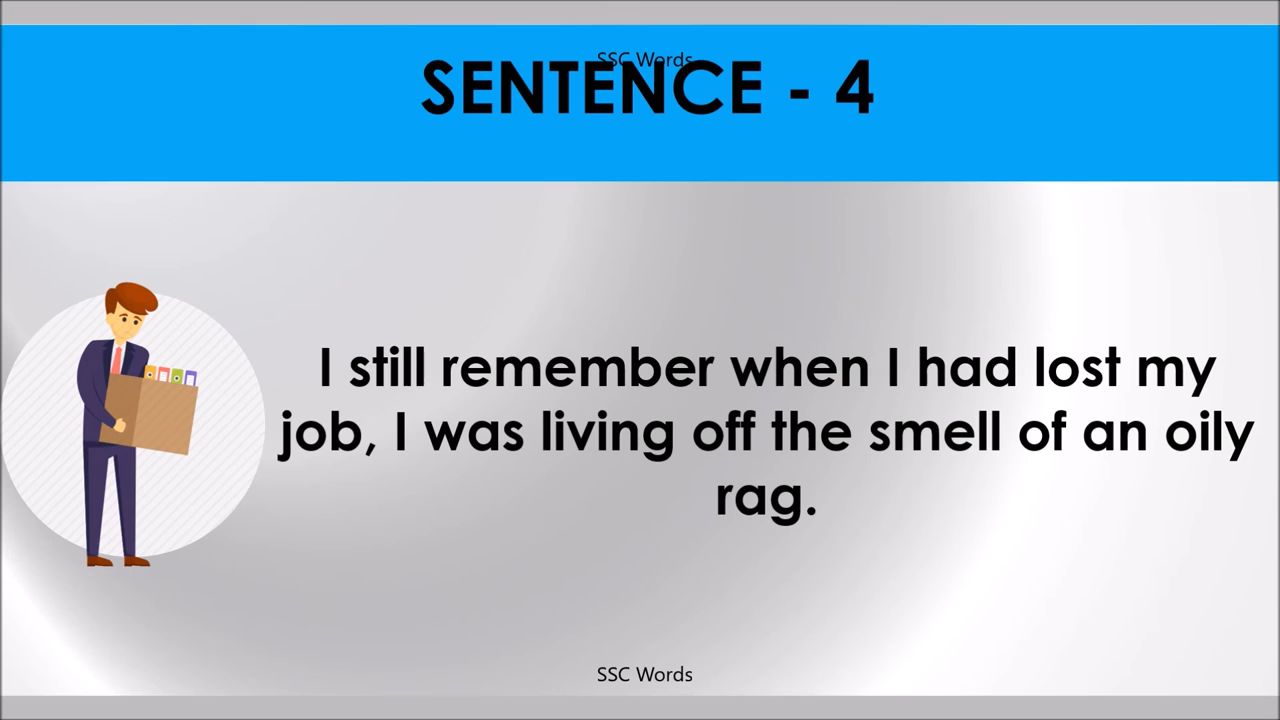 SSC Words
SENTENCE - 4
I still remember when I had lost my
job, I was living off the smell of an oily
rag.
SSC Words